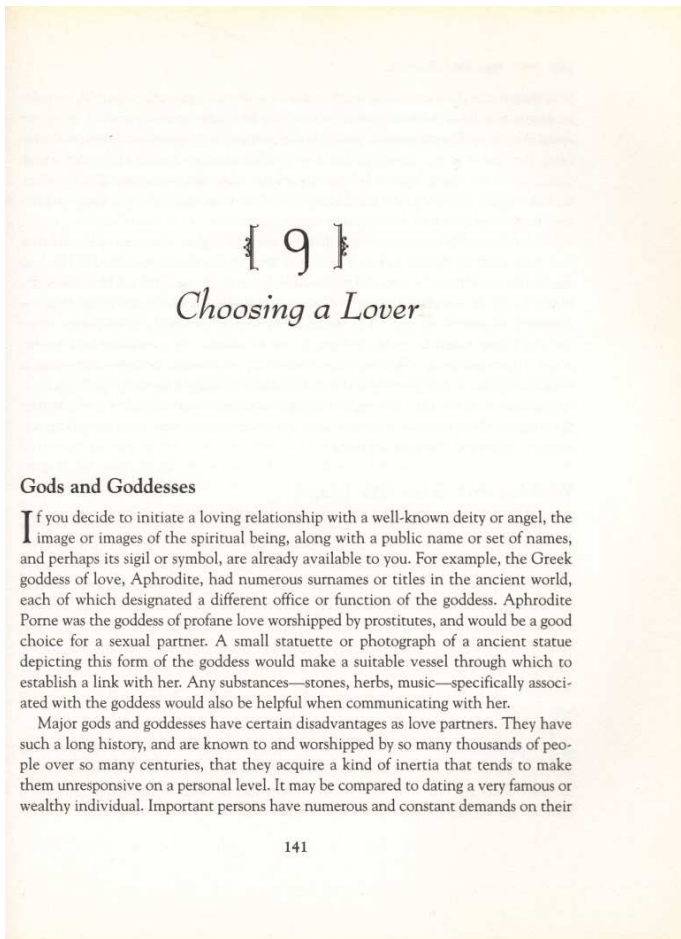 { 9 }
Choosing a Lover
Gods and Goddesses
If you decide to initiate a loving relationship with a well-known deity or angel, the
image or images of the spiritual being, along with a public name or set of names,
and perhaps its sigil or symbol, are already available to you. For example, the Greek
goddess of love, Aphrodite, had numerous surnames or titles in the ancient world,
each of which designated a different office or function of the goddess. Aphrodite
Porne was the goddess of profane love worshipped by prostitutes, and would be a good
choice for a sexual partner. A small statuette or photograph of a ancient statue
depicting this form of the goddess would make a suitable vessel through which to
establish a link with her. Any substances—stones, herbs, music—specifically associ-
ated with the goddess would also be helpful when communicating with her.
Major gods and goddesses have certain disadvantages as love partners. They have
such a long history, and are known to and worshipped by so many thousands of peo-
ple over so many centuries, that they acquire a kind of inertia that tends to make
them unresponsive on a personal level. It may be compared to dating a very famous or
wealthy individual. Important persons have numerous and constant demands on their
141